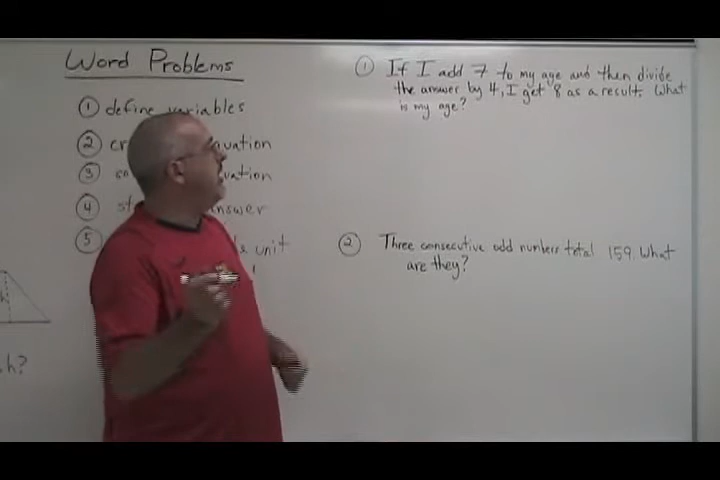 Word Problems
① define variables
② uation
③ uation
④ st answer
⑤ unit
h?
① If I add 7 to my age and then divide
the answer by 4, I get 8 as a result. What
is my age?
② Three consecutive odd numbers total 159. What
are they?